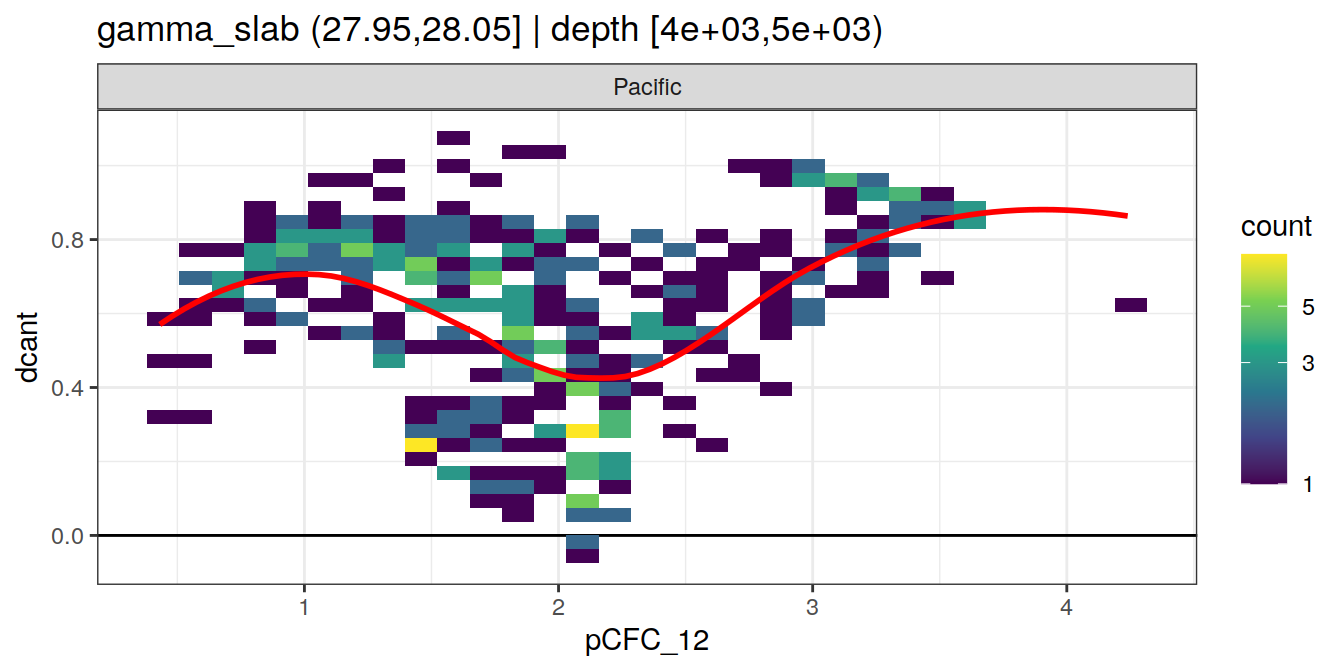 gamma_slab (27.95,28.05] | depth [4e+03,5e+03)
Pacific
dcant
0.8
0.4
0.0
1 2 3 4
pCFC_12
count
5
3
1